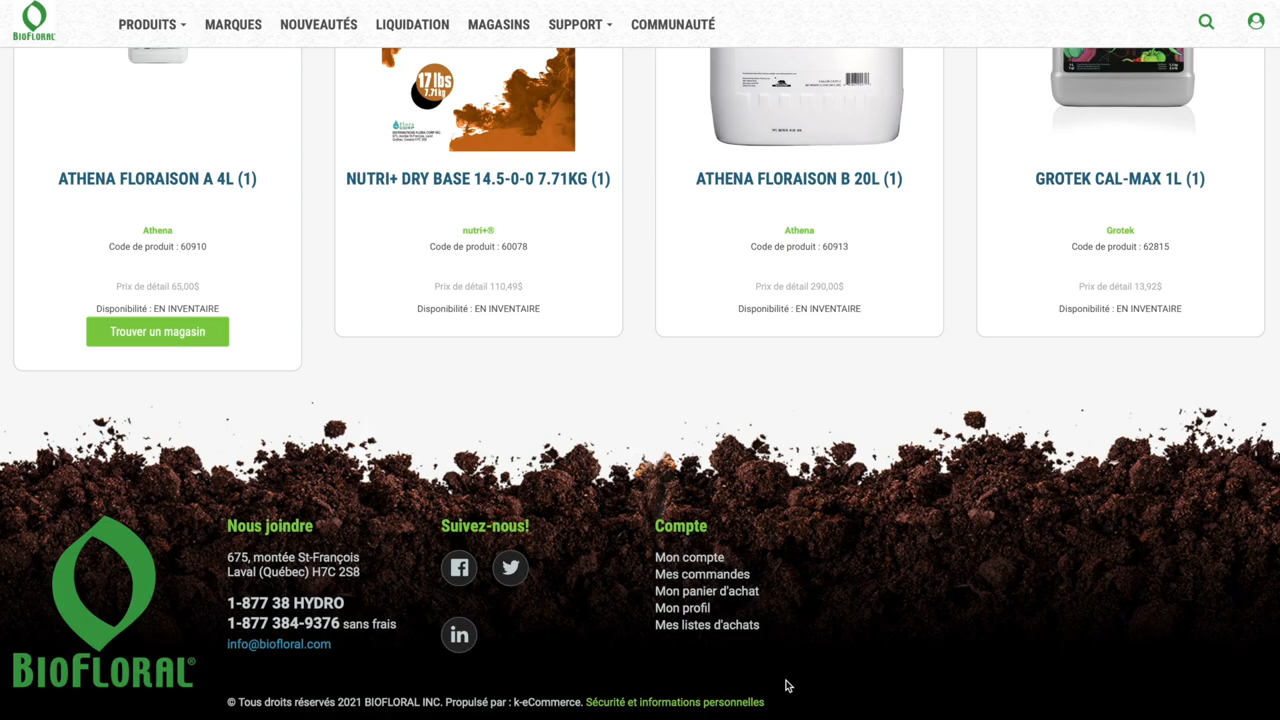 BIOFLORAL
PRODUITS
MARQUES
NOUVEAUTÉS
LIQUIDATION
MAGASINS
SUPPORT
COMMUNAUTÉ
17 lbs
7.71 kg
ATHENA FLORAISON A 4L (1)
Athena
Code de produit : 60910
Prix de détail 65,00$
Disponibilité : EN INVENTAIRE
Trouver un magasin
NUTRI+ DRY BASE 14.5-0-0 7.71KG (1)
nutri+®
Code de produit : 60078
Prix de détail 110,49$
Disponibilité : EN INVENTAIRE
ATHENA FLORAISON B 20L (1)
Athena
Code de produit : 60913
Prix de détail 290,00$
Disponibilité : EN INVENTAIRE
GROTEK CAL-MAX 1L (1)
Grotek
Code de produit : 62815
Prix de détail 13,92$
Disponibilité : EN INVENTAIRE
BIOFLORAL®
Nous joindre
675, montée St-François
Laval (Québec) H7C 2S8
1-877 38 HYDRO
1-877 384-9376 sans frais
info@biofloral.com
Suivez-nous!
Compte
Mon compte
Mes commandes
Mon panier d'achat
Mon profil
Mes listes d'achats
© Tous droits réservés 2021 BIOFLORAL INC. Propulsé par : k-eCommerce. Sécurité et informations personnelles